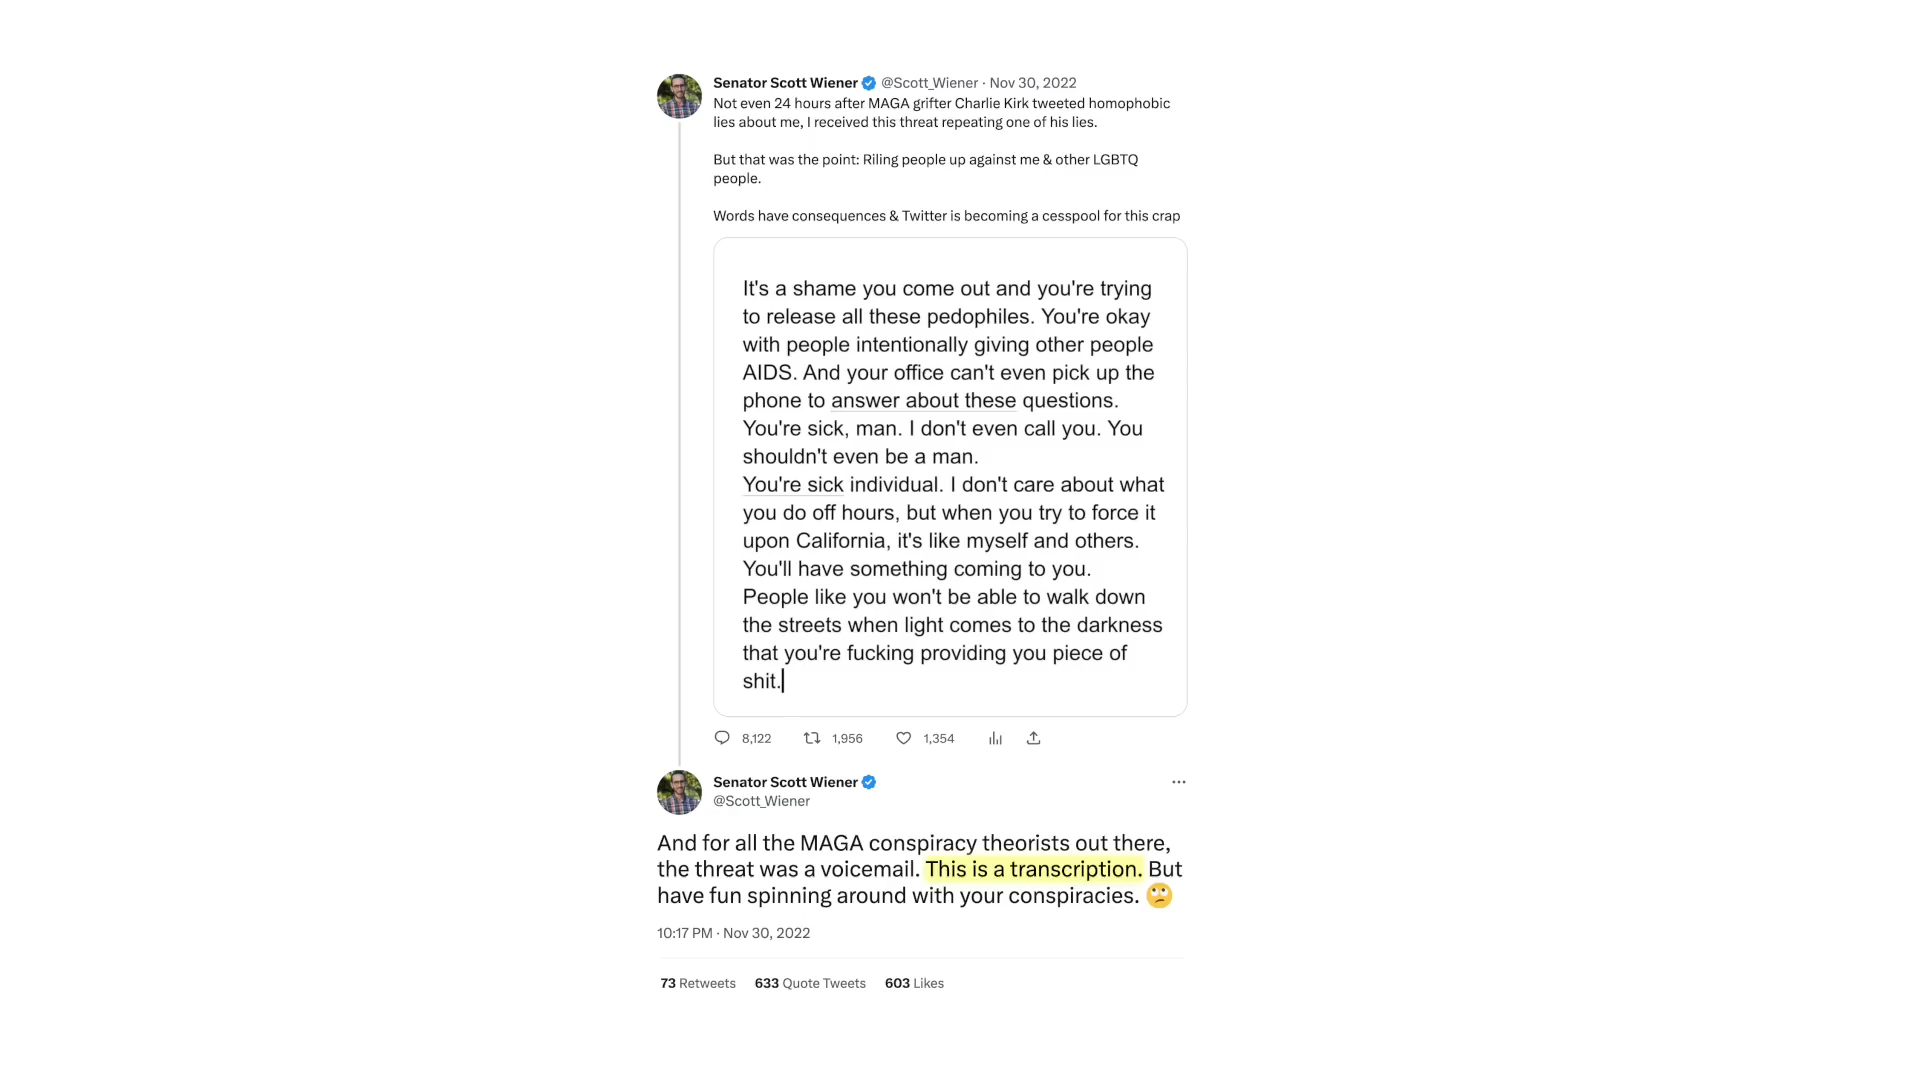 Senator Scott Wiener @Scott_Wiener · Nov 30, 2022
Not even 24 hours after MAGA grifter Charlie Kirk tweeted homophobic
lies about me, I received this threat repeating one of his lies.
But that was the point: Riling people up against me & other LGBTQ
people.
Words have consequences & Twitter is becoming a cesspool for this crap
It's a shame you come out and you're trying
to release all these pedophiles. You're okay
with people intentionally giving other people
AIDS. And your office can't even pick up the
phone to answer about these questions.
You're sick, man. I don't even call you. You
shouldn't even be a man.
You're sick individual. I don't care about what
you do off hours, but when you try to force it
upon California, it's like myself and others.
You'll have something coming to you.
People like you won't be able to walk down
the streets when light comes to the darkness
that you're fucking providing you piece of
shit.
8,122 1,956 1,354
Senator Scott Wiener
@Scott_Wiener
And for all the MAGA conspiracy theorists out there,
the threat was a voicemail. This is a transcription. But
have fun spinning around with your conspiracies. 🙄
10:17 PM · Nov 30, 2022
73 Retweets 633 Quote Tweets 603 Likes